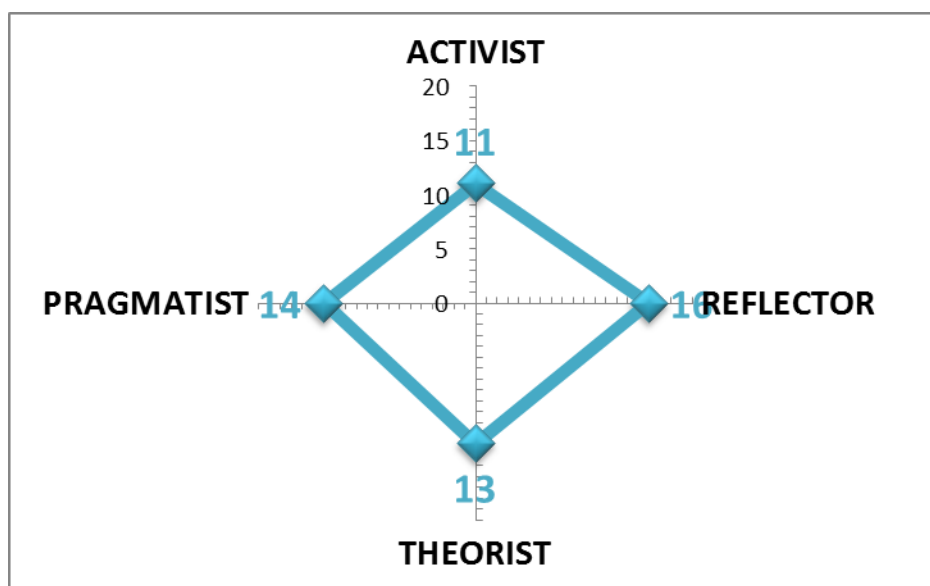 ACTIVIST
20
15
11
10
5
PRAGMATIST 14 0 16 REFLECTOR
13
THEORIST